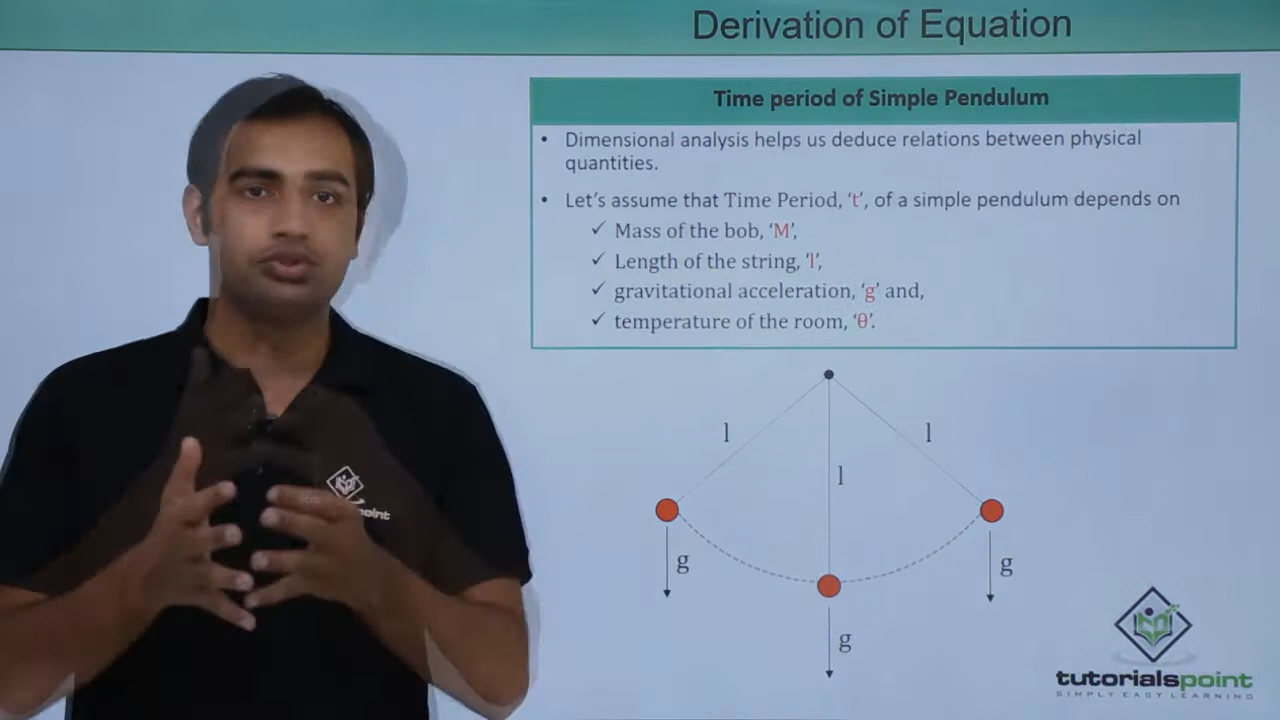 Derivation of Equation
Time period of Simple Pendulum
• Dimensional analysis helps us deduce relations between physical
quantities.
• Let's assume that Time Period, 't', of a simple pendulum depends on
✓ Mass of the bob, 'M',
✓ Length of the string, 'l',
✓ gravitational acceleration, 'g' and,
✓ temperature of the room, 'θ'.
l
l
l
g
g
g
point
tutorialspoint
SIMPLY EASY LEARNING